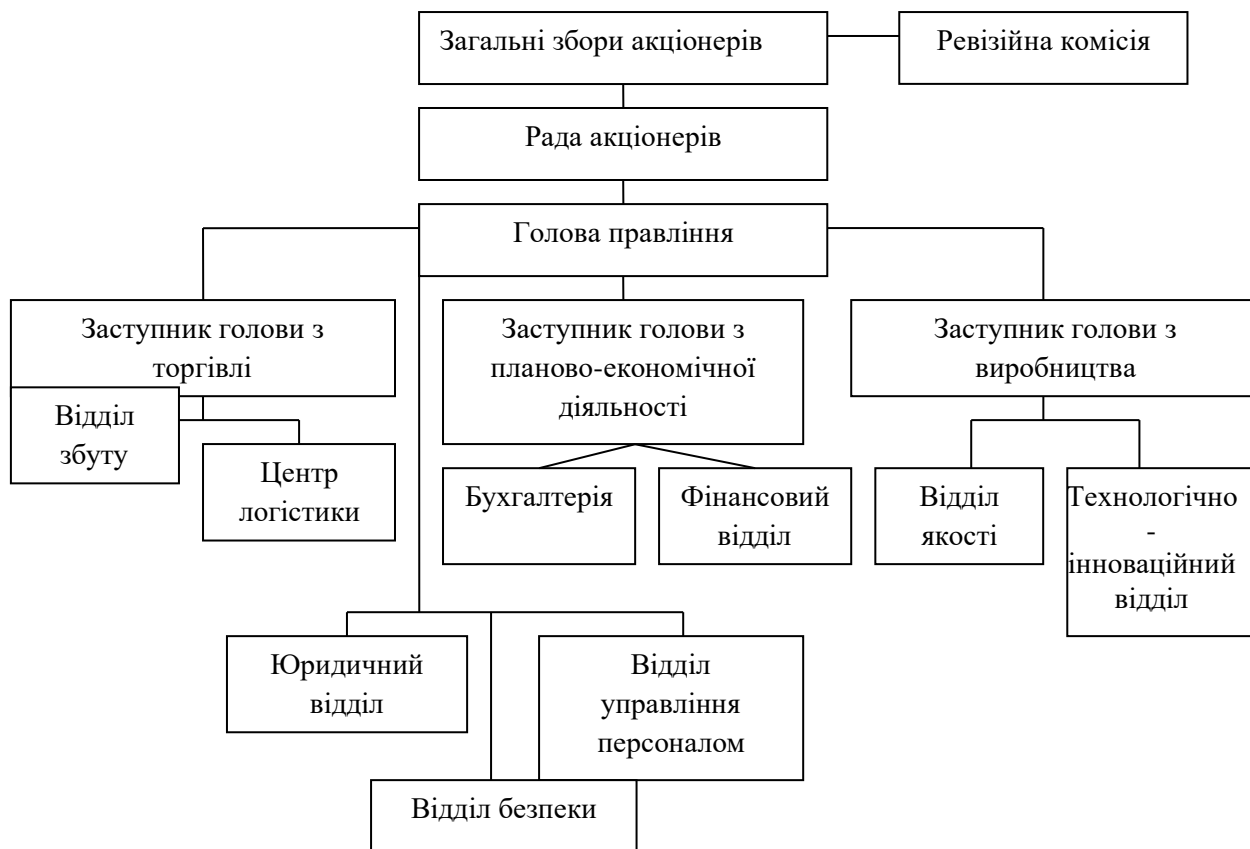 Загальні збори акціонерів
Ревізійна комісія
Рада акціонерів
Голова правління
Заступник голови з
торгівлі
Заступник голови з
планово-економічної
діяльності
Заступник голови з
виробництва
Відділ
збуту
Центр
логістики
Бухгалтерія
Фінансовий
відділ
Відділ
якості
Технологічно
-
інноваційний
відділ
Юридичний
відділ
Відділ
управління
персоналом
Відділ безпеки